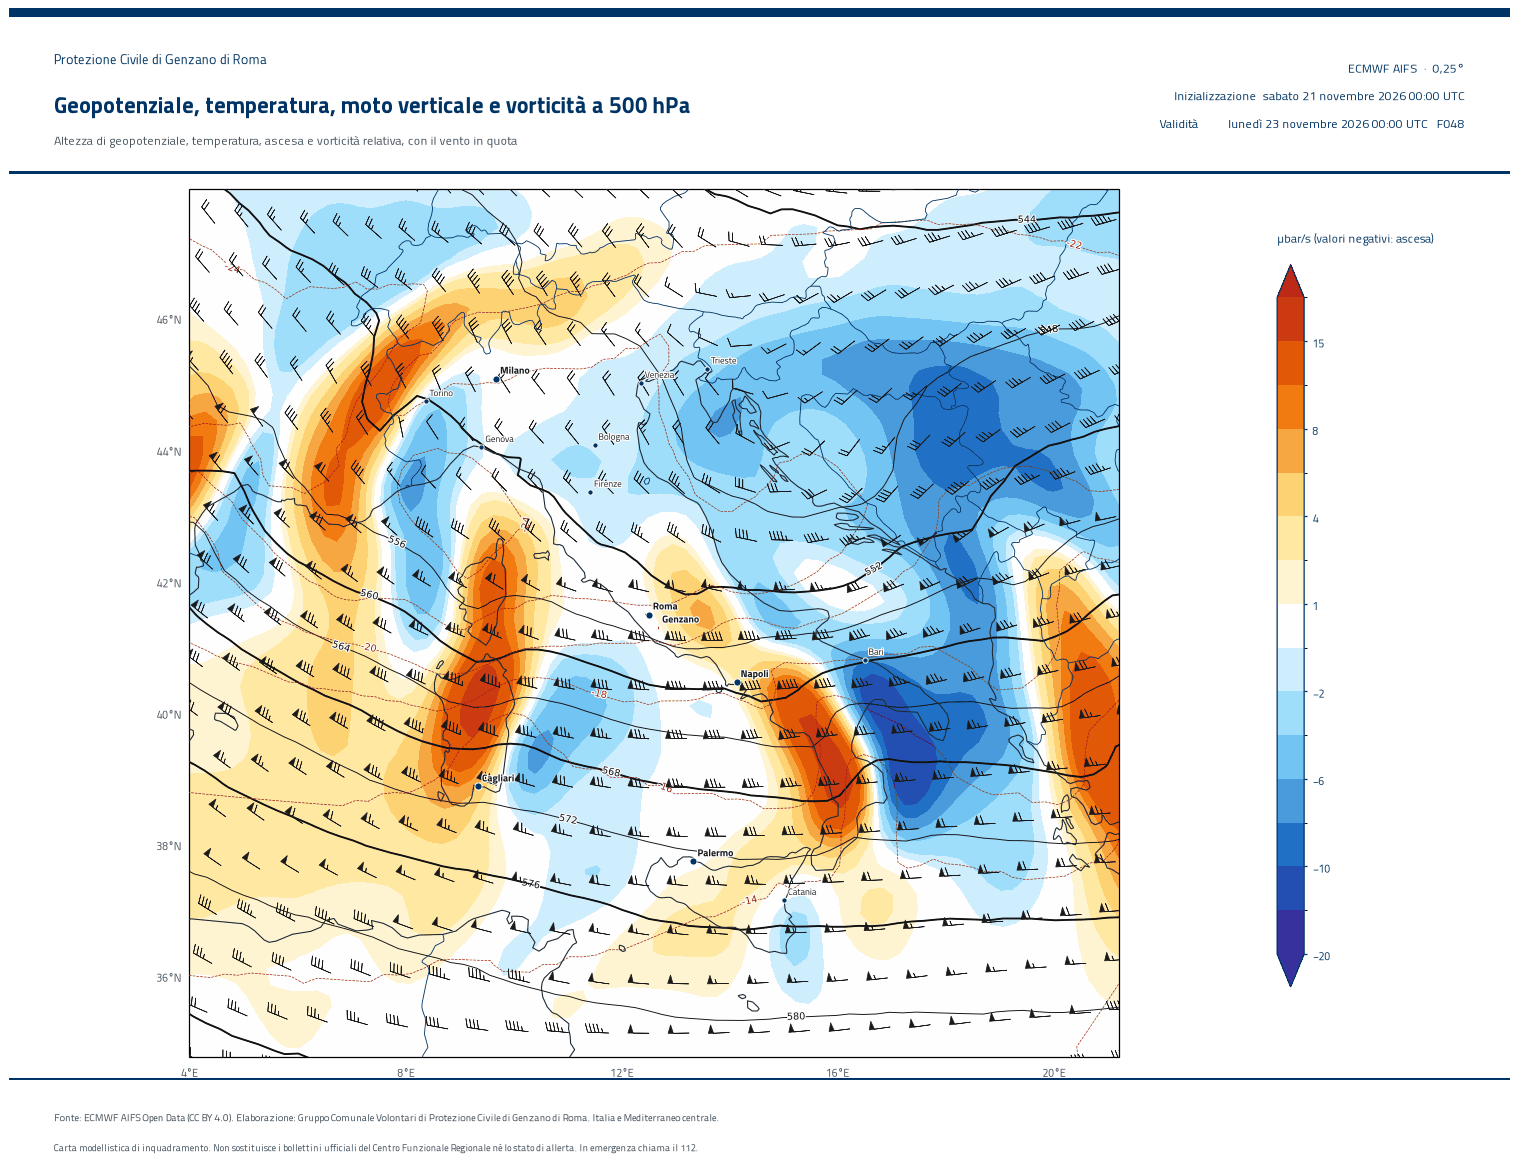 Protezione Civile di Genzano di Roma
Geopotenziale, temperatura, moto verticale e vorticità a 500 hPa
Altezza di geopotenziale, temperatura, ascesa e vorticità relativa, con il vento in quota
ECMWF AIFS · 0,25°
Inizializzazione sabato 21 novembre 2026 00:00 UTC
Validità lunedì 23 novembre 2026 00:00 UTC F048
µbar/s (valori negativi: ascesa)
15
8
4
1
−2
−6
−10
−20
544
-22
-24
46°N
548
Trieste
Milano
Venezia
Torino
44°N
Genova
Bologna
Firenze
556
552
42°N
560
Roma
Genzano
564
-20
Bari
Napoli
-18
40°N
568
Cagliari
-16
572
38°N
Palermo
576
Catania
-14
36°N
580
4°E
8°E
12°E
16°E
20°E
Fonte: ECMWF AIFS Open Data (CC BY 4.0). Elaborazione: Gruppo Comunale Volontari di Protezione Civile di Genzano di Roma. Italia e Mediterraneo centrale.
Carta modellistica di inquadramento. Non sostituisce i bollettini ufficiali del Centro Funzionale Regionale né lo stato di allerta. In emergenza chiama il 112.